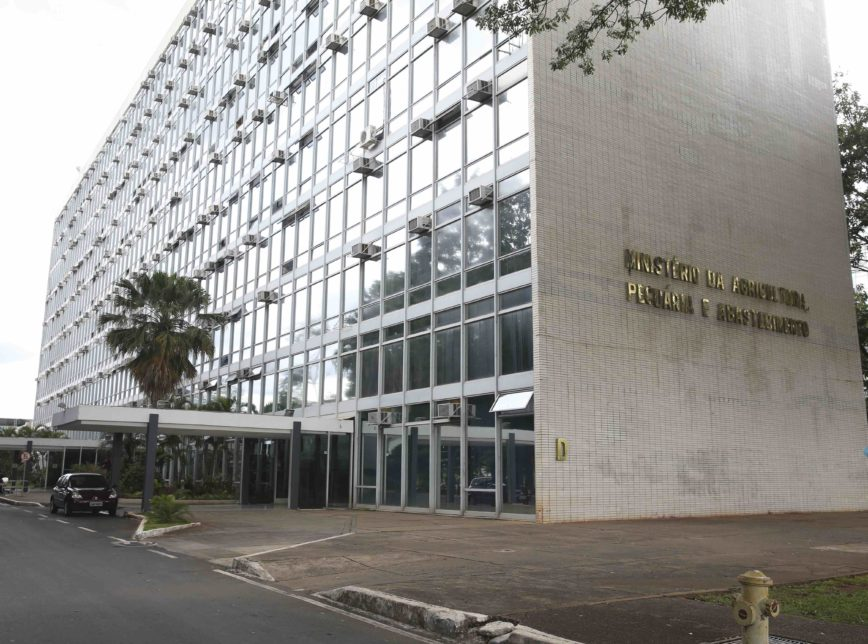 MINISTÉRIO DA AGRICULTURA,
PECUÁRIA E ABASTECIMENTO
D